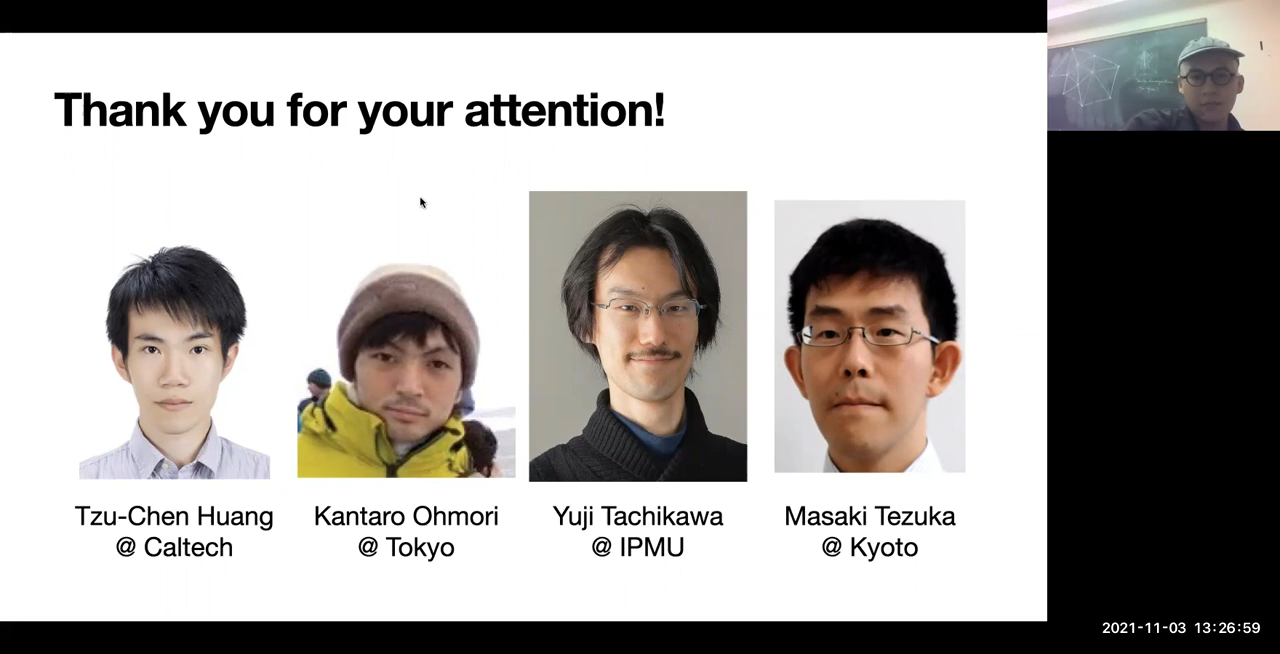 Thank you for your attention!
Tzu-Chen Huang
@ Caltech
Kantaro Ohmori
@ Tokyo
Yuji Tachikawa
@ IPMU
Masaki Tezuka
@ Kyoto
2021-11-03 13:26:59